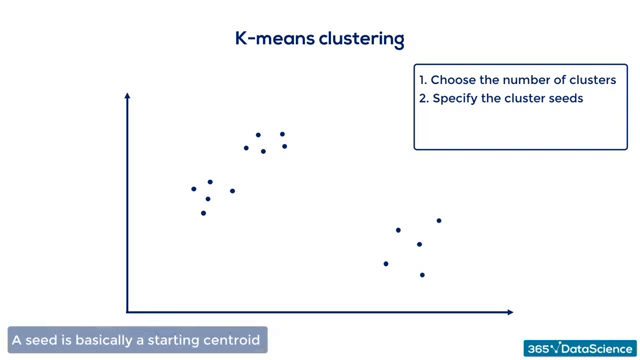 K-means clustering
1. Choose the number of clusters
2. Specify the cluster seeds
A seed is basically a starting centroid
365 DataScience